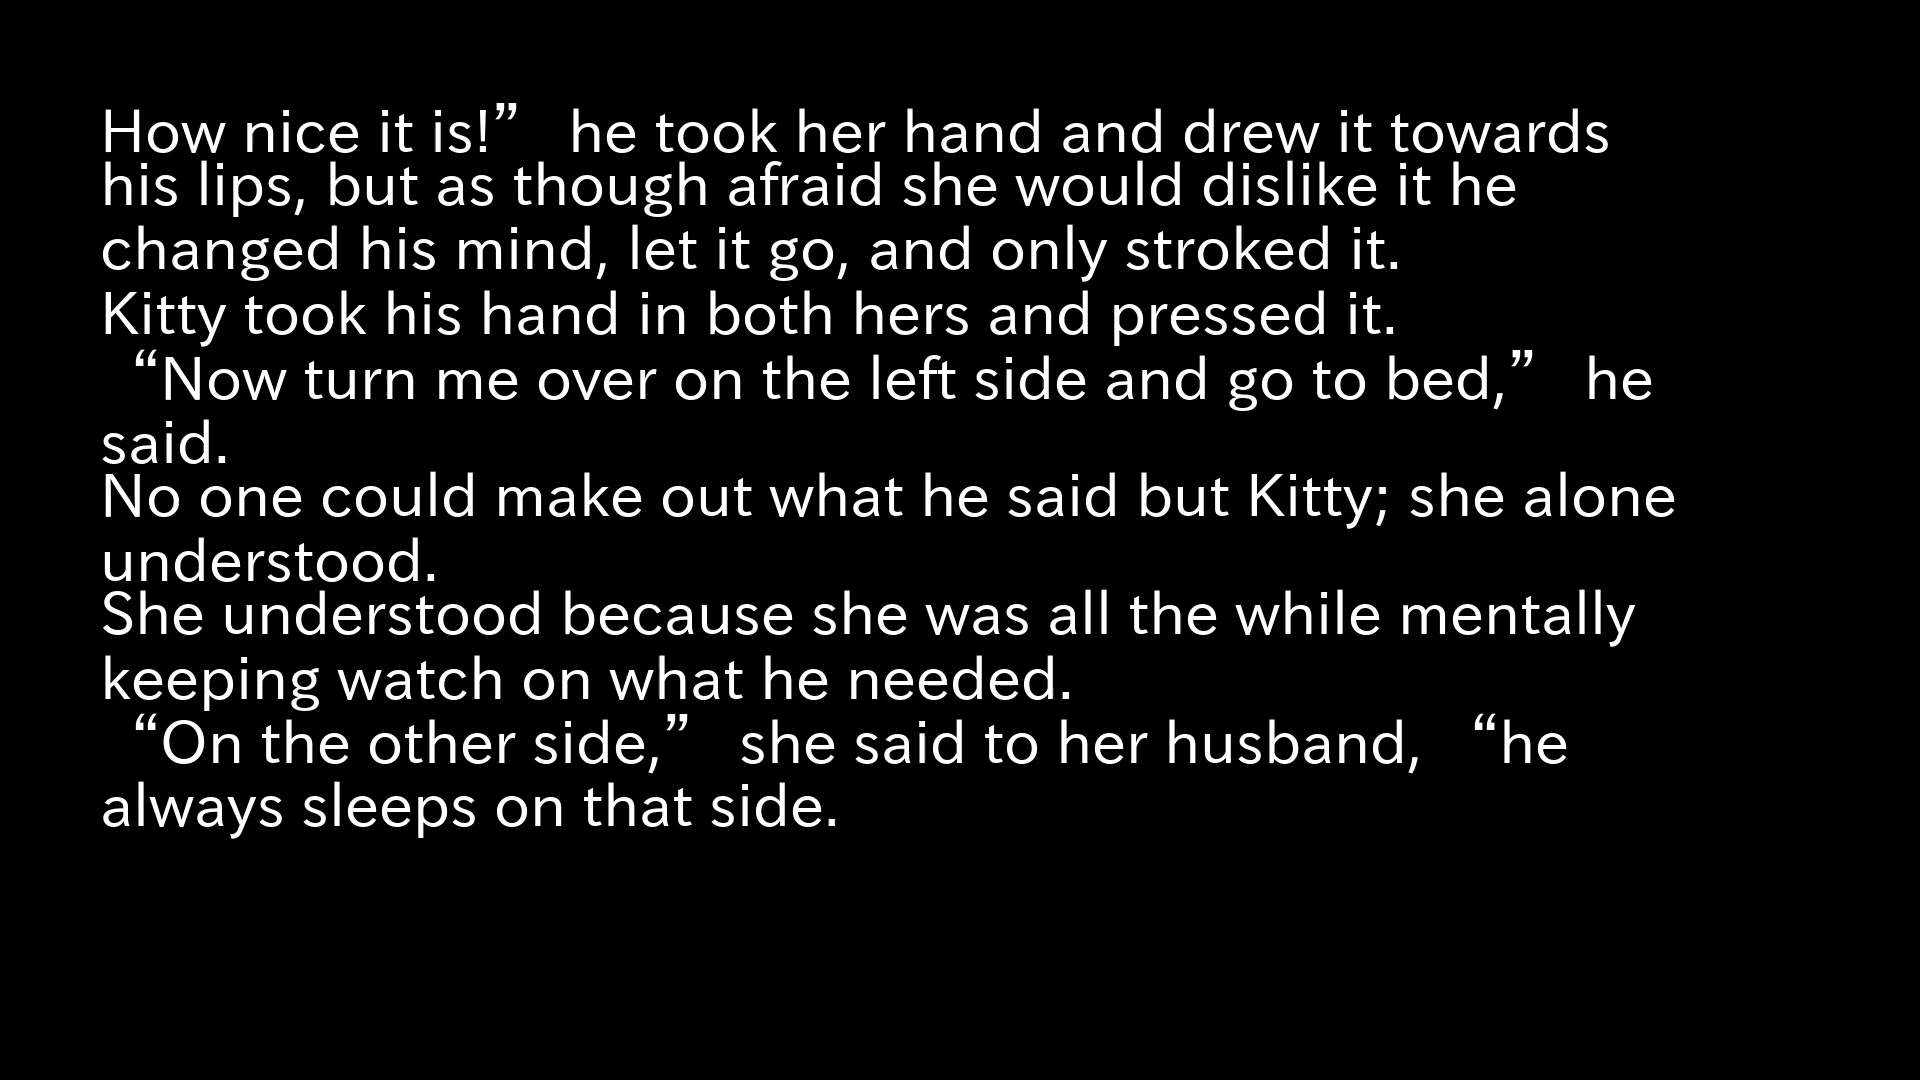 How nice it is!” he took her hand and drew it towards
his lips, but as though afraid she would dislike it he
changed his mind, let it go, and only stroked it.
Kitty took his hand in both hers and pressed it.
“Now turn me over on the left side and go to bed,” he
said.
No one could make out what he said but Kitty; she alone
understood.
She understood because she was all the while mentally
keeping watch on what he needed.
“On the other side,” she said to her husband, “he
always sleeps on that side.